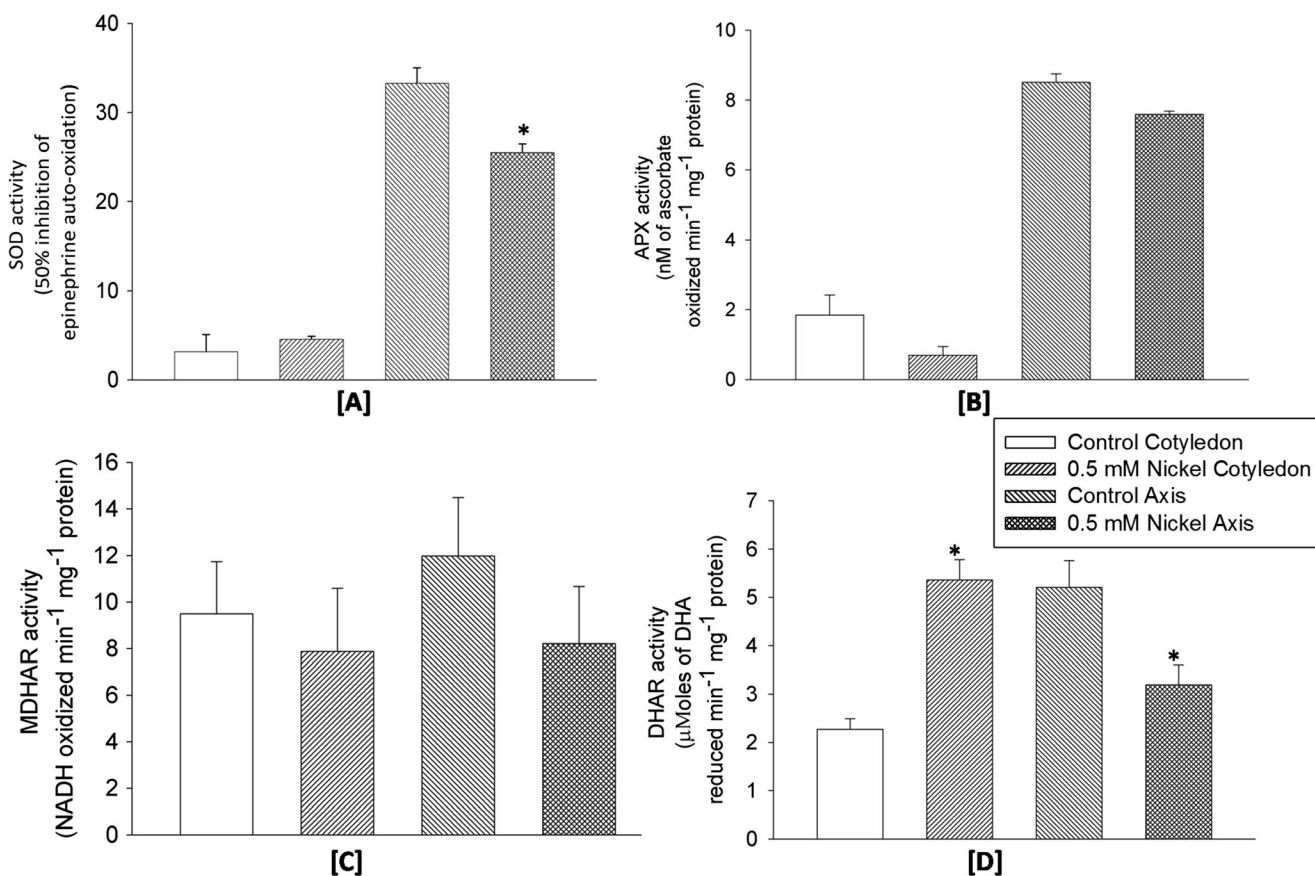 SOD activity
(50% inhibition of
epinephrine auto-oxidation)
40
30
20
10
0
*
[A]
APX activity
(nM of ascorbate
oxidized min⁻¹ mg⁻¹ protein)
10
8
6
4
2
0
[B]
Control Cotyledon
0.5 mM Nickel Cotyledon
Control Axis
0.5 mM Nickel Axis
MDHAR activity
(NADH oxidized min⁻¹ mg⁻¹ protein)
16
14
12
10
8
6
4
2
0
[C]
DHAR activity
(μMoles of DHA
reduced min⁻¹ mg⁻¹ protein)
7
6
5
4
3
2
1
0
*
*
[D]